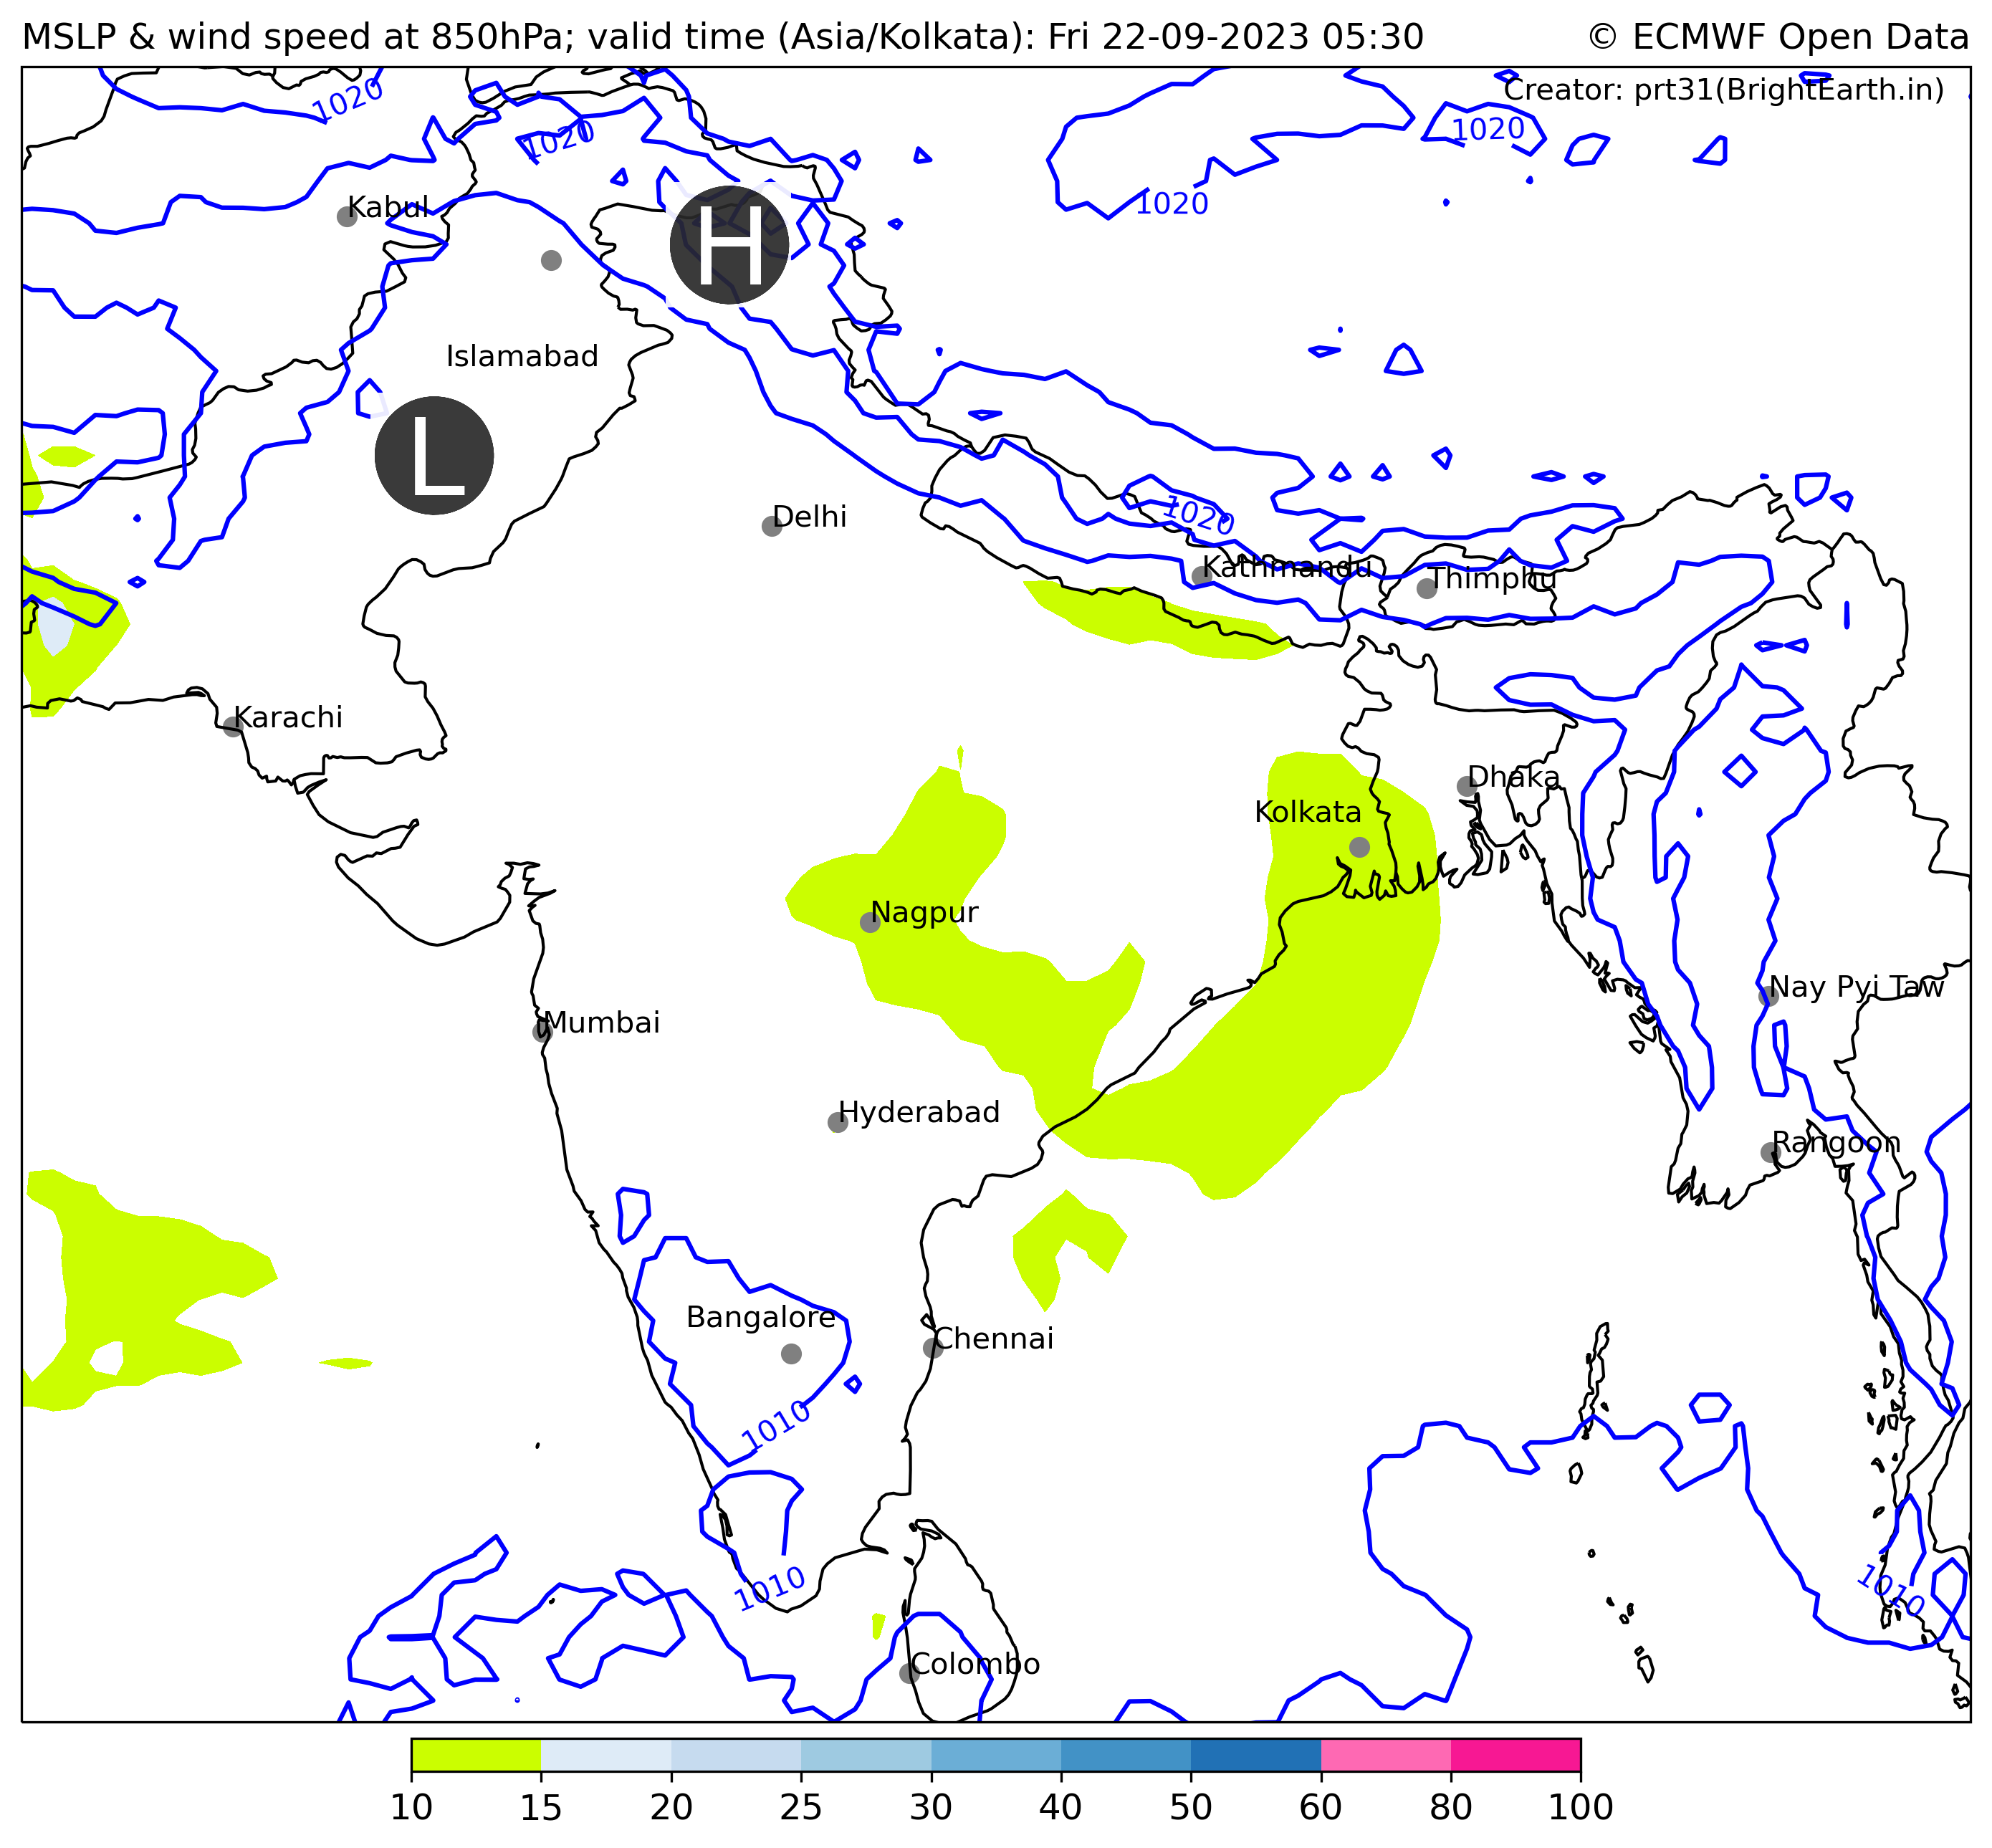 MSLP & wind speed at 850hPa; valid time (Asia/Kolkata): Fri 22-09-2023 05:30
© ECMWF Open Data
Creator: prt31(BrightEarth.in)
1020
1020
1020
1020
Kabul
H
Islamabad
L
Delhi
1020
Kathmandu
Thimphu
Karachi
Dhaka
Kolkata
Nagpur
Nay Pyi Taw
Mumbai
Hyderabad
Rangoon
Bangalore
Chennai
1010
1010
1010
Colombo
10 15 20 25 30 40 50 60 80 100